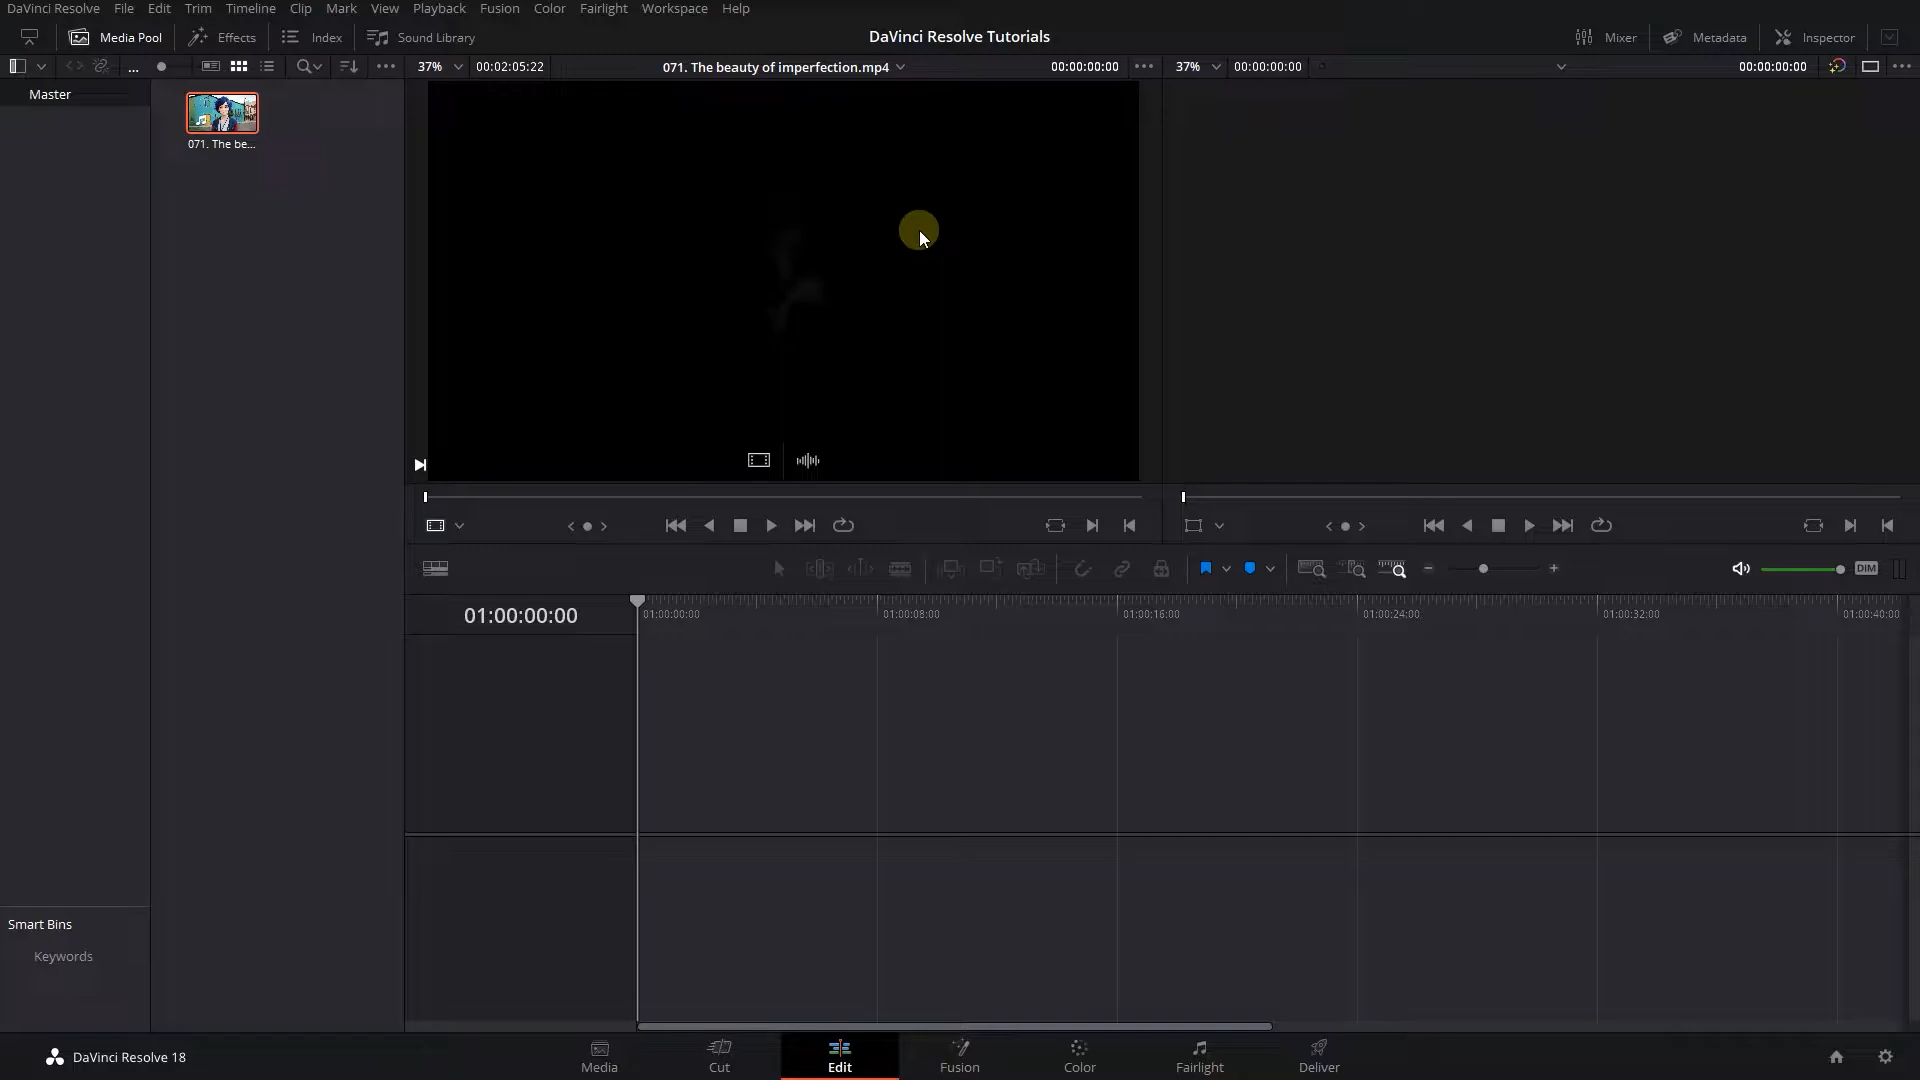 DaVinci Resolve File Edit Trim Timeline Clip Mark View Playback Fusion Color Fairlight Workspace Help
Media Pool Effects Index Sound Library DaVinci Resolve Tutorials Mixer Metadata Inspector
37% 00:02:05:22 071. The beauty of imperfection.mp4 00:00:00:00 37% 00:00:00:00 00:00:00:00
Master
071. The be...
DIM
01:00:00:00 01:00:00:00 01:00:08:00 01:00:16:00 01:00:24:00 01:00:32:00 01:00:40:00
Smart Bins
Keywords
DaVinci Resolve 18 Media Cut Edit Fusion Color Fairlight Deliver